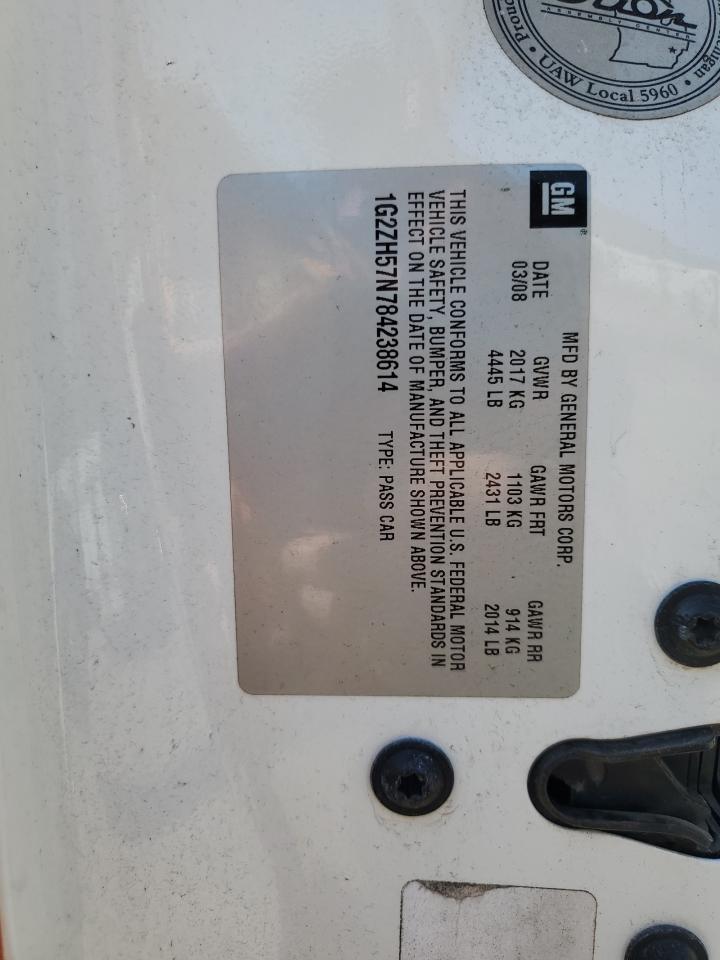 GM
MFD BY GENERAL MOTORS CORP.
DATE GVWR GAWR FRT GAWR RR
03/08 2017 KG 1103 KG 914 KG
4445 LB 2431 LB 2014 LB
THIS VEHICLE CONFORMS TO ALL APPLICABLE U.S. FEDERAL MOTOR
VEHICLE SAFETY, BUMPER, AND THEFT PREVENTION STANDARDS IN
EFFECT ON THE DATE OF MANUFACTURE SHOWN ABOVE.
1G2ZH57N784238614 TYPE: PASS CAR
ASSEMBLY CENTER
Proud
• UAW Local 5960 •